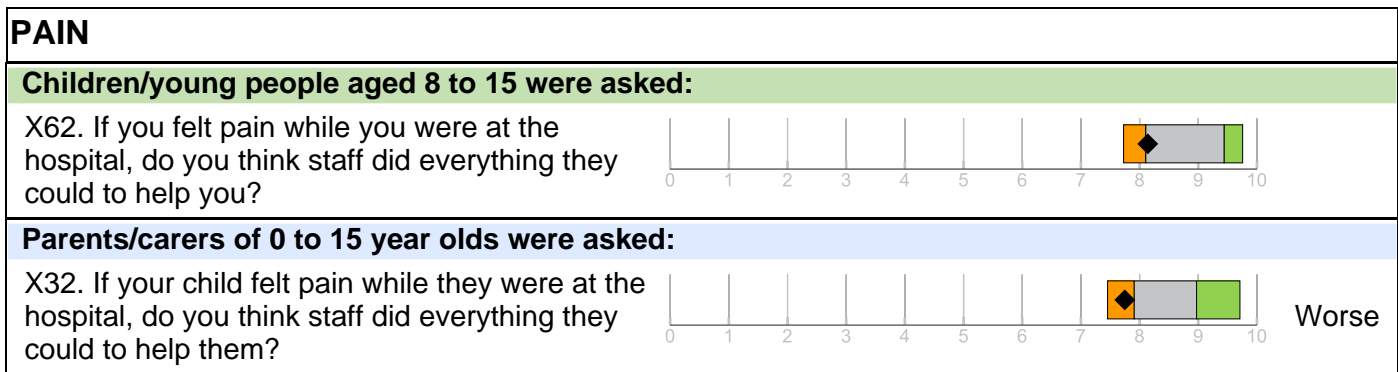 PAIN
Children/young people aged 8 to 15 were asked:
X62. If you felt pain while you were at the
hospital, do you think staff did everything they
could to help you?
0 1 2 3 4 5 6 7 8 9 10
Parents/carers of 0 to 15 year olds were asked:
X32. If your child felt pain while they were at the
hospital, do you think staff did everything they
could to help them?
0 1 2 3 4 5 6 7 8 9 10
Worse